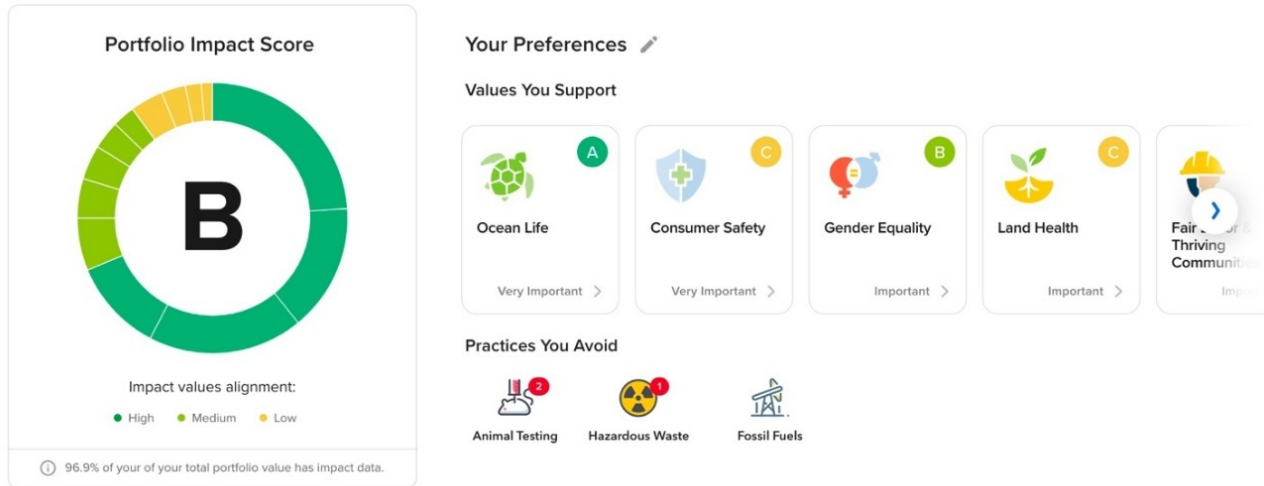 Portfolio Impact Score
B
Impact values alignment:
High Medium Low
96.9% of your of your total portfolio value has impact data.
Your Preferences
Values You Support
A
Ocean Life
Very Important
C
Consumer Safety
Very Important
B
Gender Equality
Important
C
Land Health
Important
Fair &
Thriving
Practices You Avoid
2
Animal Testing
1
Hazardous Waste
Fossil Fuels